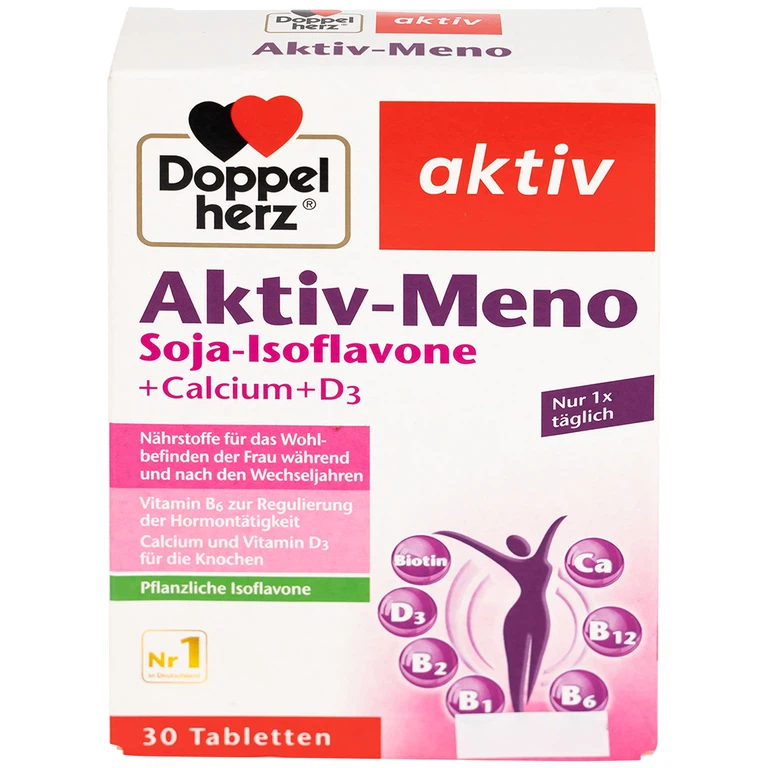 Doppel
herz
aktiv
Aktiv-Meno
Doppel
herz®
aktiv
Aktiv-Meno
Soja-Isoflavone
+Calcium+D3
Nur 1x
täglich
Nährstoffe für das Wohl-
befinden der Frau während
und nach den Wechseljahren
Vitamin B6 zur Regulierung
der Hormontätigkeit
Calcium und Vitamin D3
für die Knochen
Pflanzliche Isoflavone
Biotin
Ca
D3
B12
B2
B1
B6
Nr 1
in Deutschland
30 Tabletten